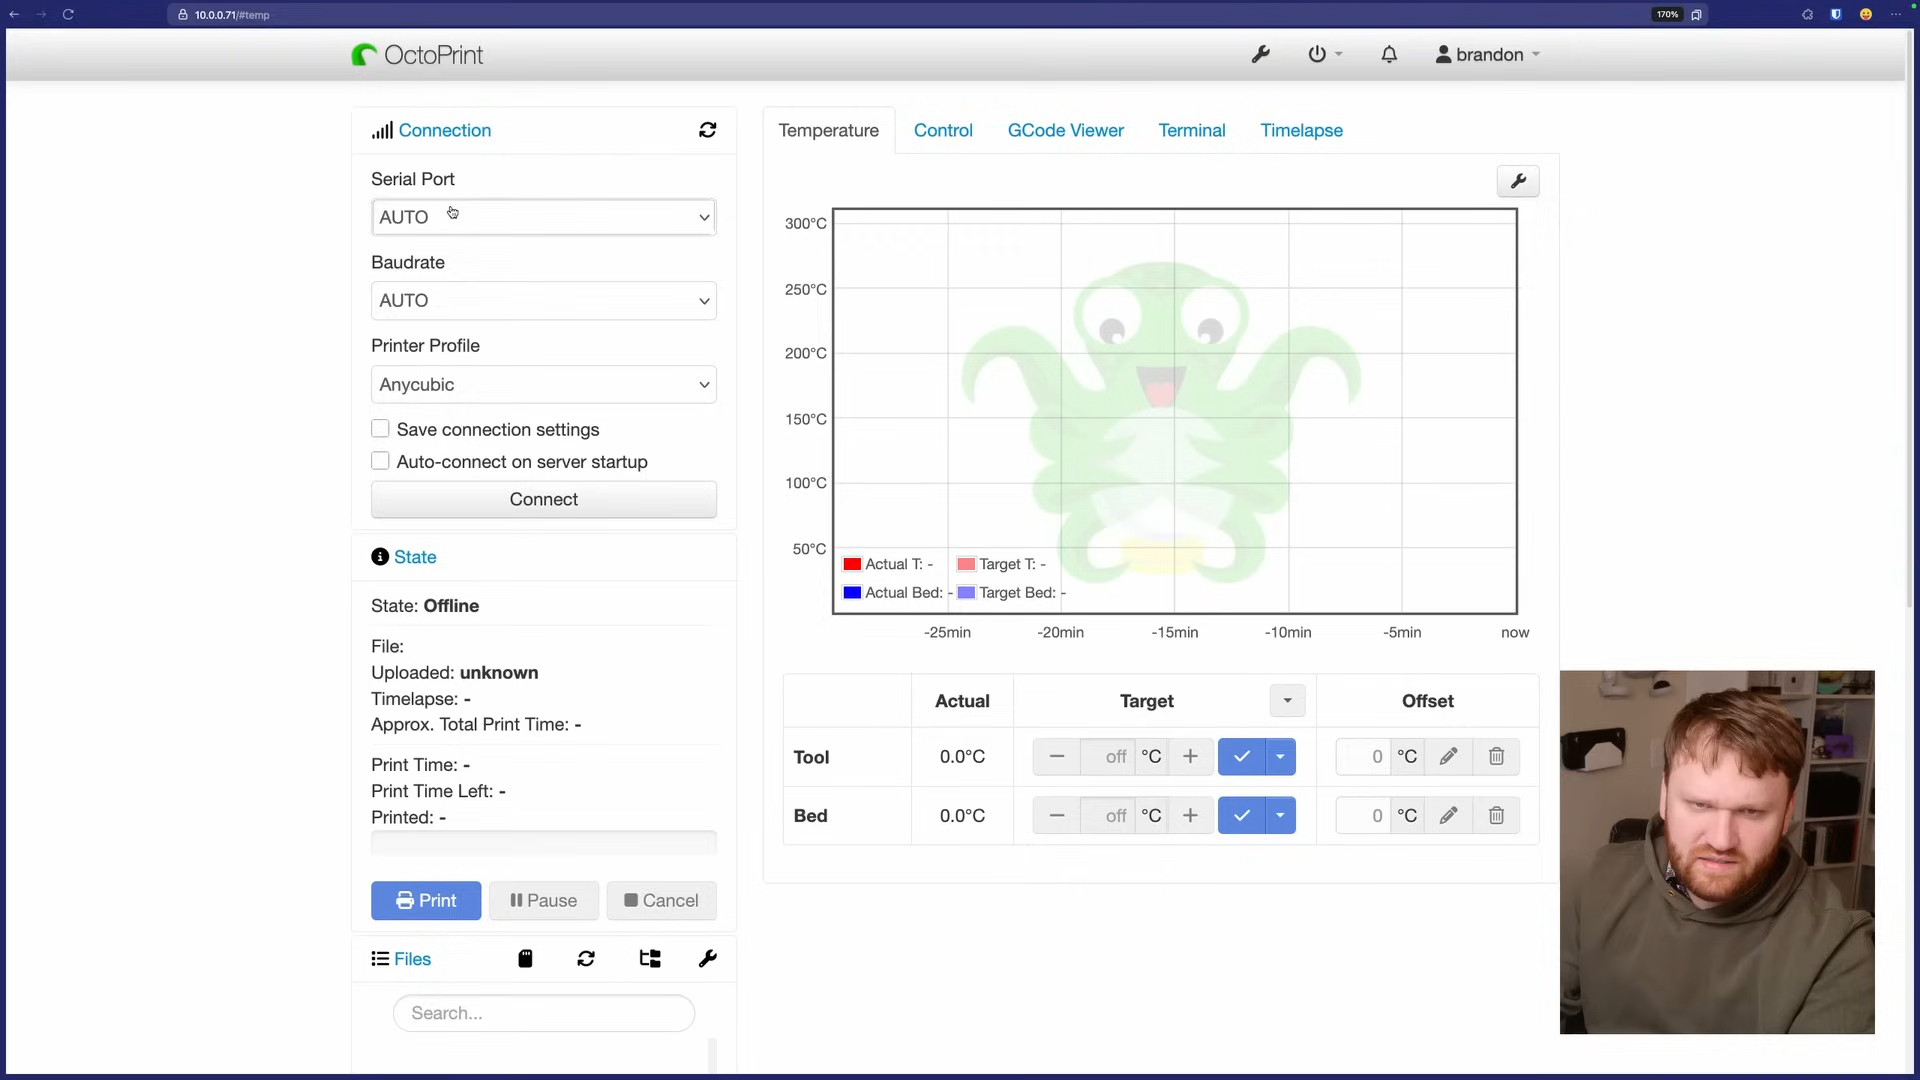 10.0.0.71/#temp
170%
OctoPrint
brandon
Connection
Serial Port
AUTO
Baudrate
AUTO
Printer Profile
Anycubic
Save connection settings
Auto-connect on server startup
Connect
State
State: Offline
File:
Uploaded: unknown
Timelapse: -
Approx. Total Print Time: -
Print Time: -
Print Time Left: -
Printed: -
Print
Pause
Cancel
Files
Search...
Temperature
Control
GCode Viewer
Terminal
Timelapse
300°C
250°C
200°C
150°C
100°C
50°C
Actual T: -
Target T: -
Actual Bed: -
Target Bed: -
-25min
-20min
-15min
-10min
-5min
now
Actual
Target
Offset
Tool
0.0°C
off
°C
0
°C
Bed
0.0°C
off
°C
0
°C